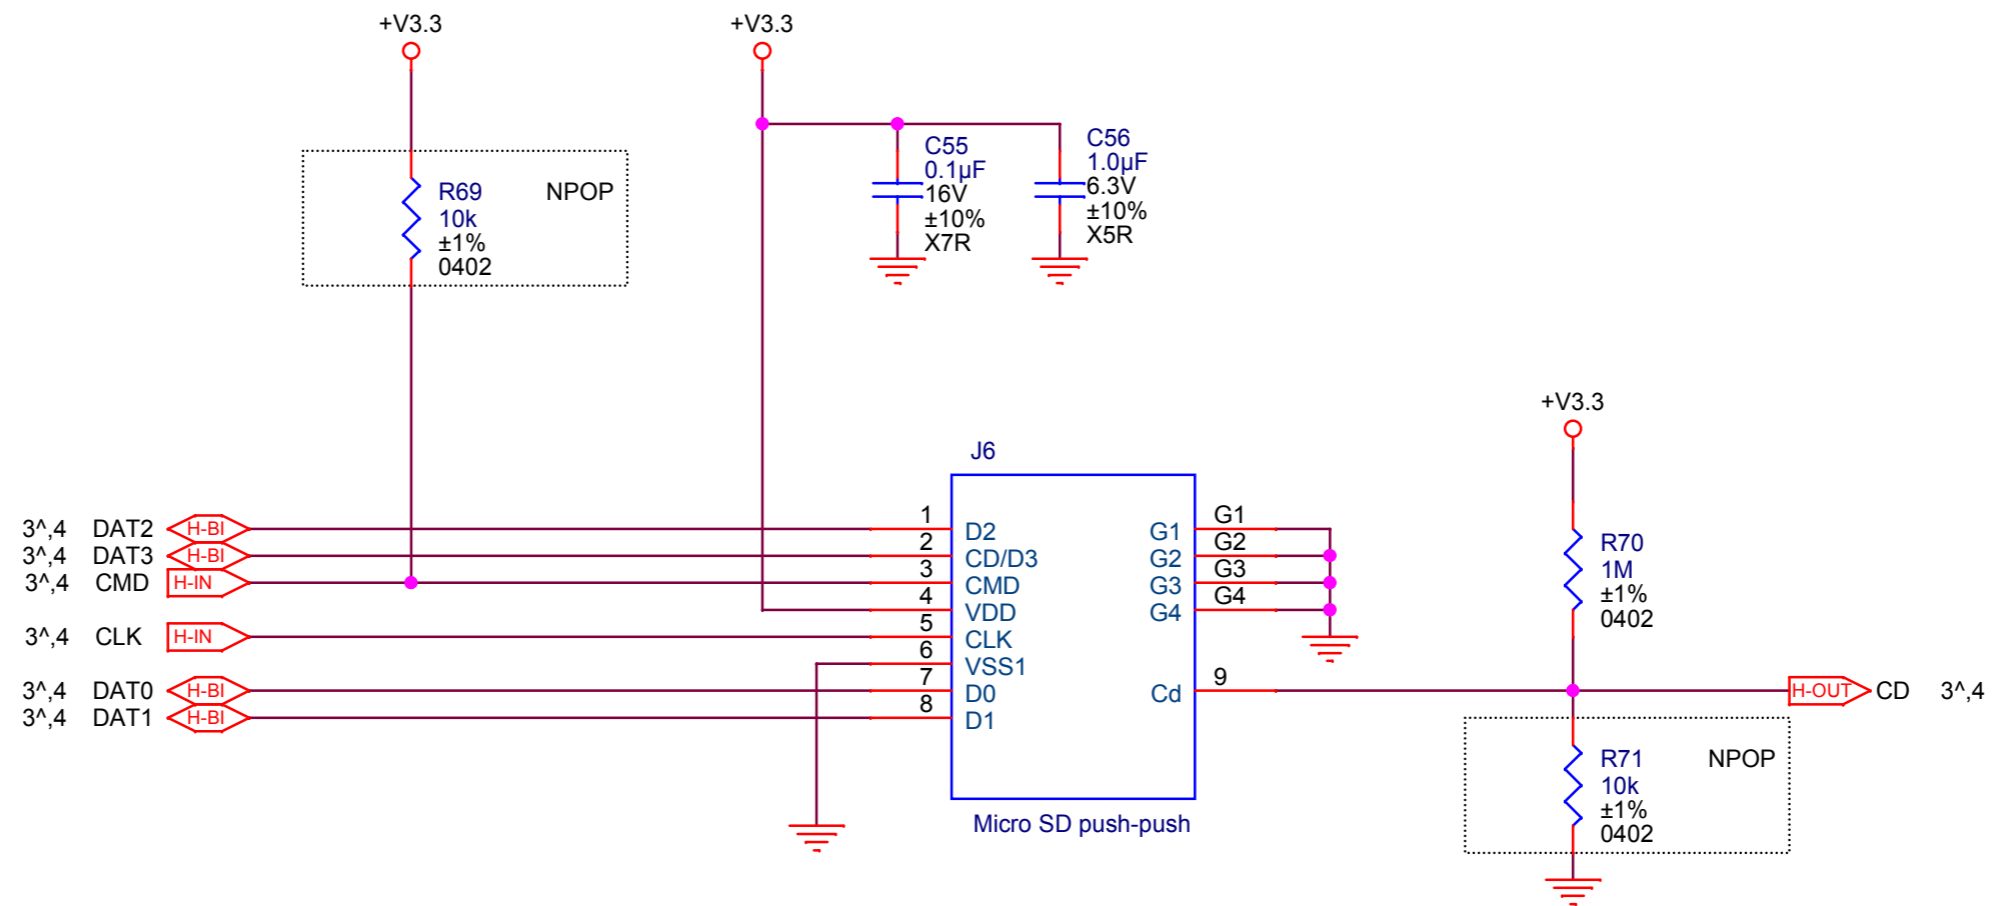 +V3.3
+V3.3
C55
0.1µF
16V
±10%
X7R
C56
1.0µF
6.3V
±10%
X5R
R69
10k
±1%
0402
NPOP
+V3.3
J6
3^,4 DAT2 H-BI
3^,4 DAT3 H-BI
3^,4 CMD H-IN
3^,4 CLK H-IN
3^,4 DAT0 H-BI
3^,4 DAT1 H-BI
1 D2
2 CD/D3
3 CMD
4 VDD
5 CLK
6 VSS1
7 D0
8 D1
G1 G1
G2 G2
G3 G3
G4 G4
Cd 9
R70
1M
±1%
0402
H-OUT CD 3^,4
R71
10k
±1%
0402
NPOP
Micro SD push-push